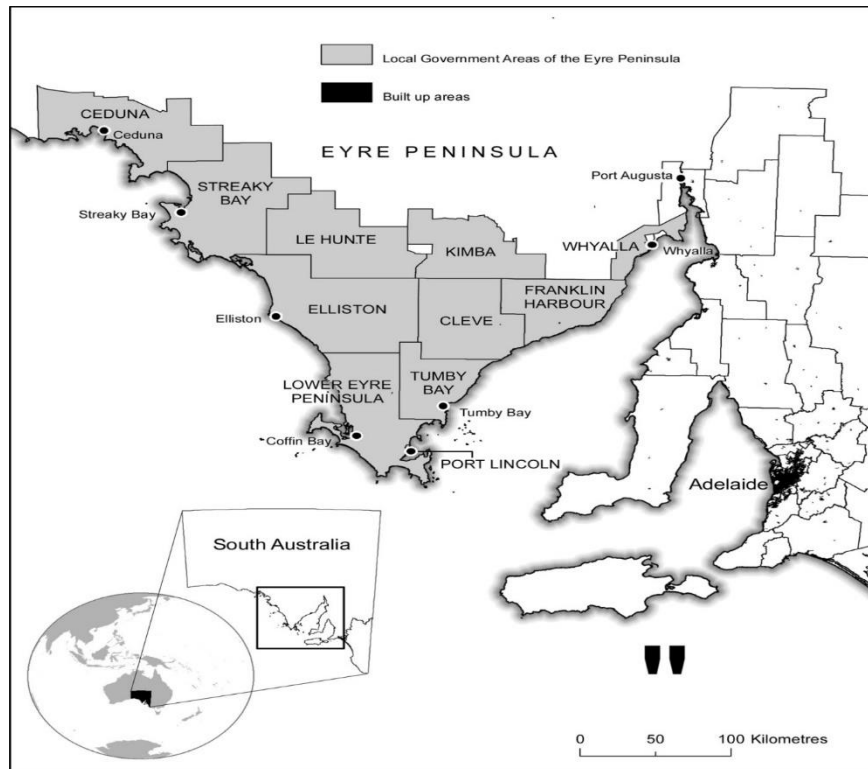 Local Government Areas of the Eyre Peninsula
Built up areas
CEDUNA
Ceduna
EYRE PENINSULA
Port Augusta
STREAKY
BAY
Streaky Bay
LE HUNTE
KIMBA
WHYALLA
Whyalla
FRANKLIN
HARBOUR
ELLISTON
Elliston
CLEVE
LOWER EYRE
PENINSULA
TUMBY
BAY
Tumby Bay
Coffin Bay
PORT LINCOLN
Adelaide
South Australia
0 50 100 Kilometres